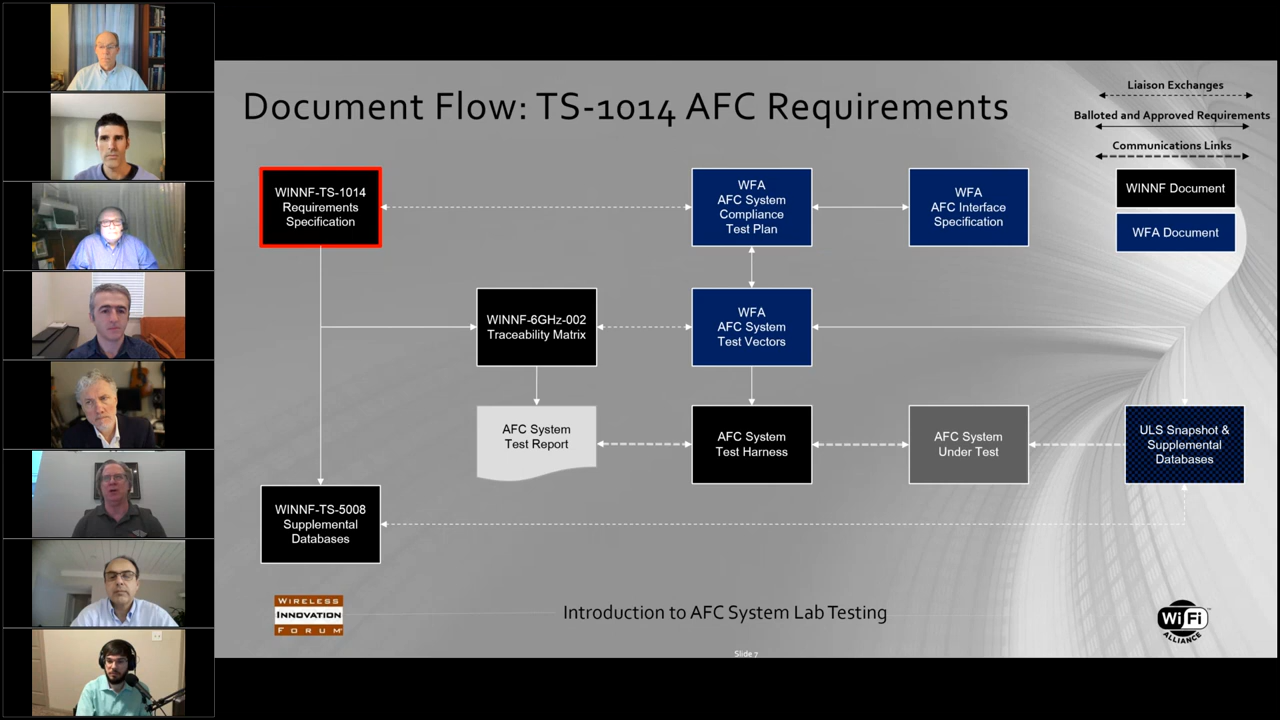 Document Flow: TS-1014 AFC Requirements
Liaison Exchanges
Balloted and Approved Requirements
Communications Links
WINNF Document
WFA Document
WINNF-TS-1014
Requirements
Specification
WFA
AFC System
Compliance
Test Plan
WFA
AFC Interface
Specification
WINNF-6GHz-002
Traceability Matrix
WFA
AFC System
Test Vectors
AFC System
Test Report
AFC System
Test Harness
AFC System
Under Test
ULS Snapshot &
Supplemental
Databases
WINNF-TS-5008
Supplemental
Databases
WIRELESS
INNOVATION
FORUM
Introduction to AFC System Lab Testing
Wi Fi
ALLIANCE
Slide 7